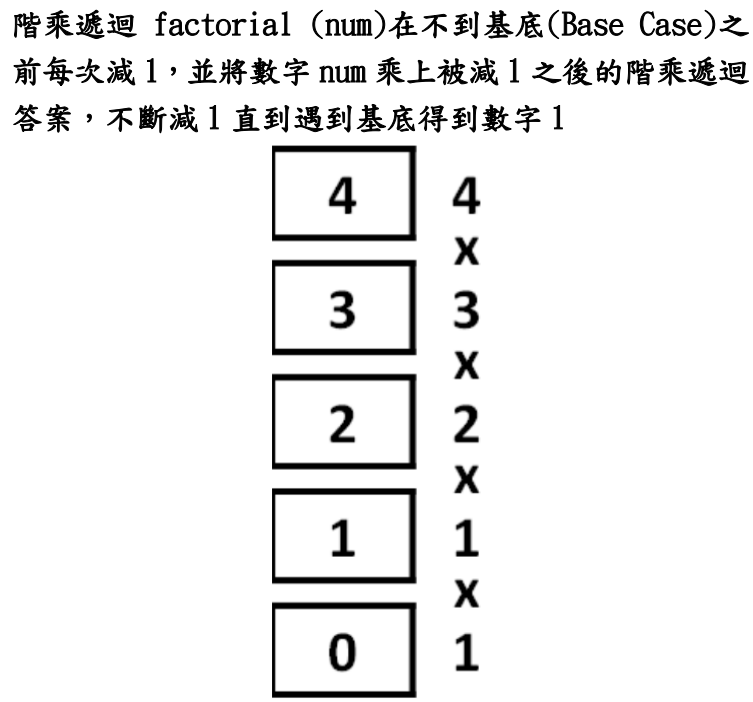 階乘遞迴 factorial (num)在不到基底(Base Case)之
前每次減 1,並將數字 num 乘上被減 1 之後的階乘遞迴
答案,不斷減 1 直到遇到基底得到數字 1
4 4
x
3 3
x
2 2
x
1 1
x
0 1